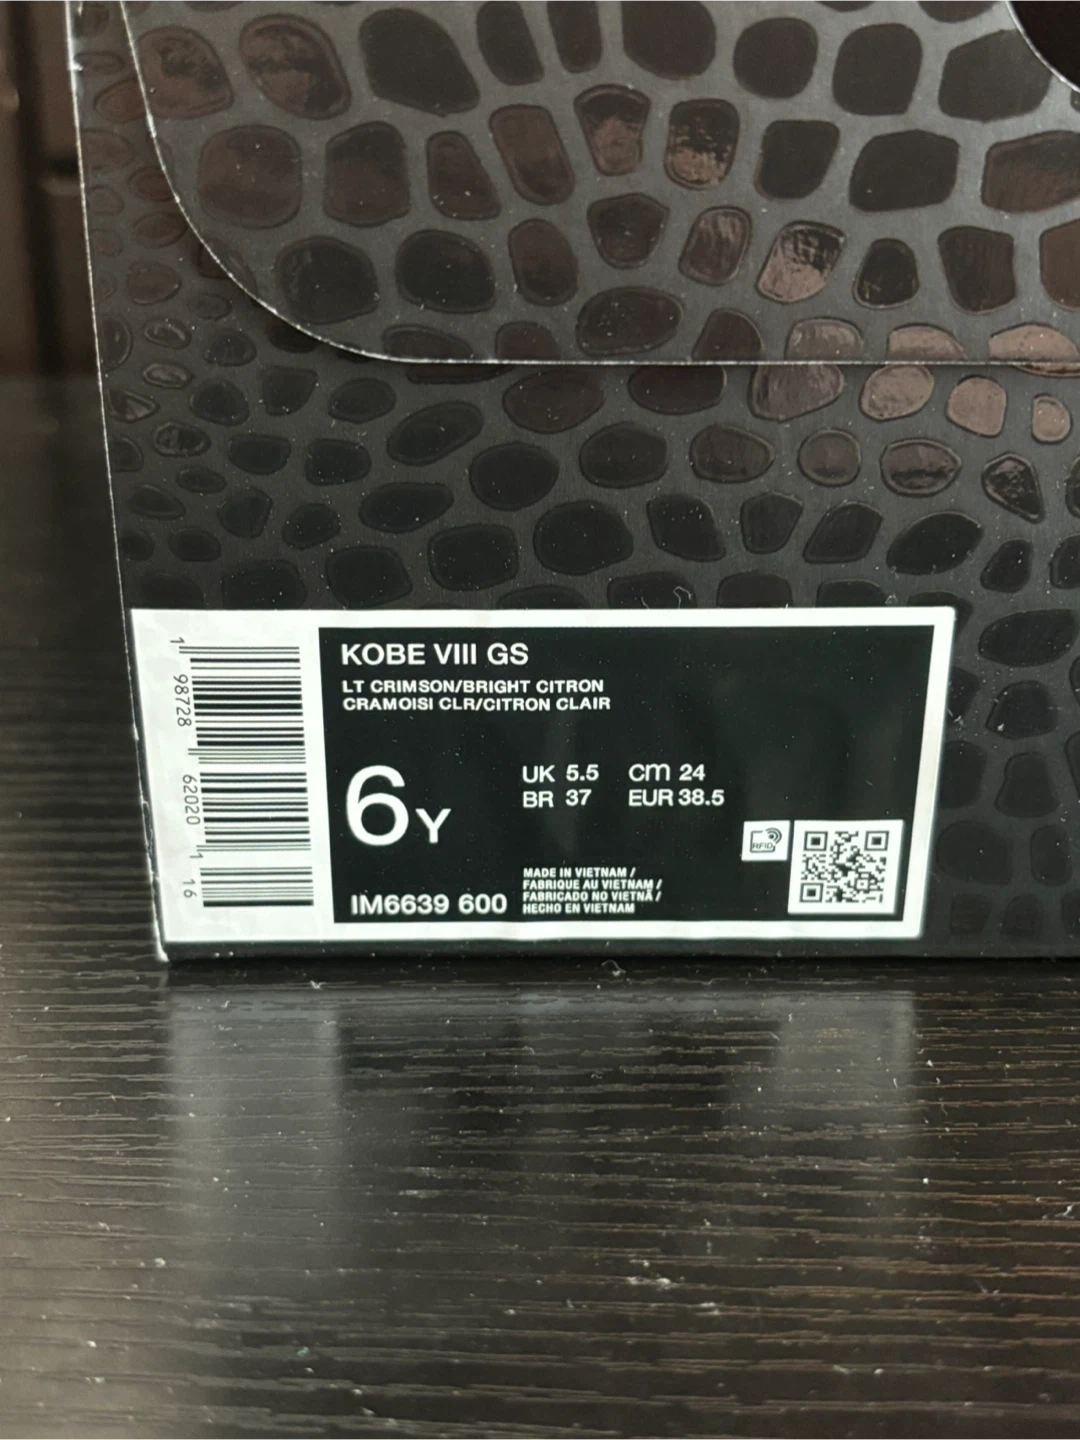 KOBE VIII GS
LT CRIMSON/BRIGHT CITRON
CRAMOISI CLR/CITRON CLAIR
6Y
UK 5.5 cm 24
BR 37 EUR 38.5
RFID
IM6639 600
MADE IN VIETNAM /
FABRIQUE AU VIETNAM /
FABRICADO NO VIETNÃ /
HECHO EN VIETNAM
1 98728 62020 1 16